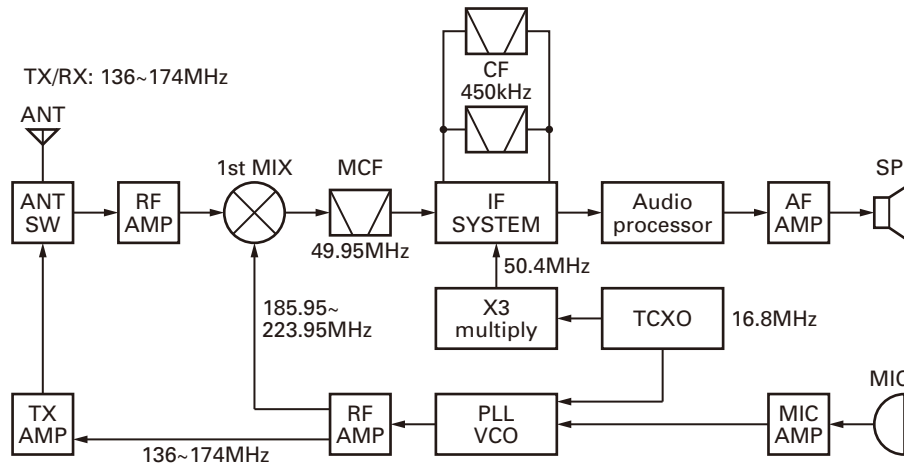 TX/RX: 136~174MHz
ANT
CF
450kHz
1st MIX
MCF
SP
ANT
SW
RF
AMP
IF
SYSTEM
Audio
processor
AF
AMP
49.95MHz
50.4MHz
185.95~
223.95MHz
X3
multiply
TCXO
16.8MHz
MIC
TX
AMP
RF
AMP
PLL
VCO
MIC
AMP
136~174MHz